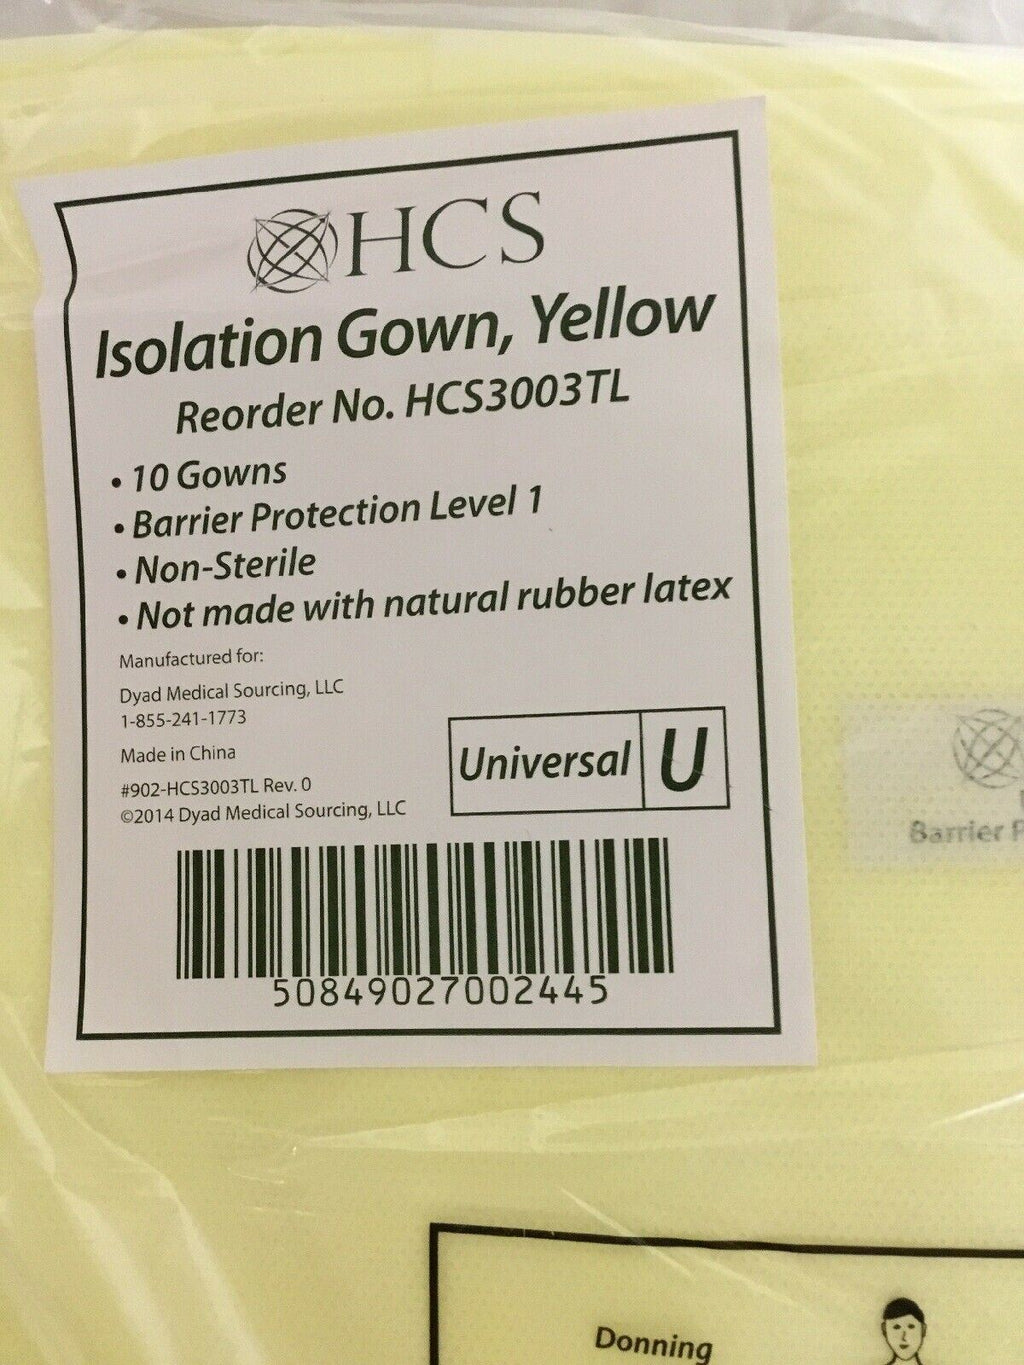 HCS
Isolation Gown, Yellow
Reorder No. HCS3003TL
• 10 Gowns
• Barrier Protection Level 1
• Non-Sterile
• Not made with natural rubber latex
Manufactured for:
Dyad Medical Sourcing, LLC
1-855-241-1773
Made in China
#902-HCS3003TL Rev. 0
©2014 Dyad Medical Sourcing, LLC
Universal U
50849027002445
Barrier
Donning